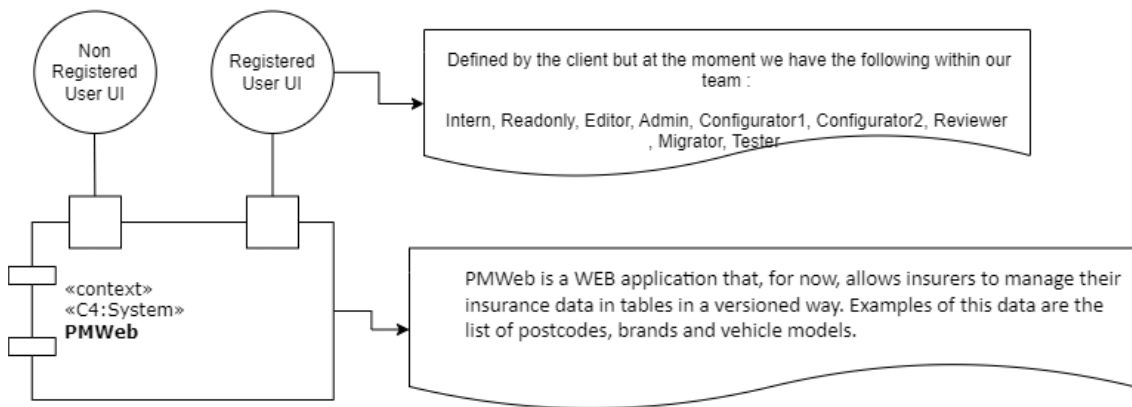 Non
Registered
User UI
Registered
User UI
Defined by the client but at the moment we have the following within our
team :
Intern, Readonly, Editor, Admin, Configurator1, Configurator2, Reviewer
, Migrator, Tester
«context»
«C4:System»
PMWeb
PMWeb is a WEB application that, for now, allows insurers to manage their
insurance data in tables in a versioned way. Examples of this data are the
list of postcodes, brands and vehicle models.